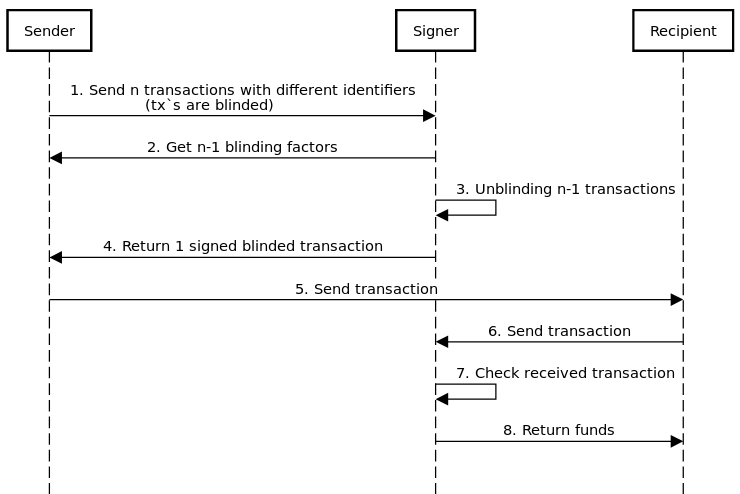 Sender
Signer
Recipient
1. Send n transactions with different identifiers
(tx`s are blinded)
2. Get n-1 blinding factors
3. Unblinding n-1 transactions
4. Return 1 signed blinded transaction
5. Send transaction
6. Send transaction
7. Check received transaction
8. Return funds